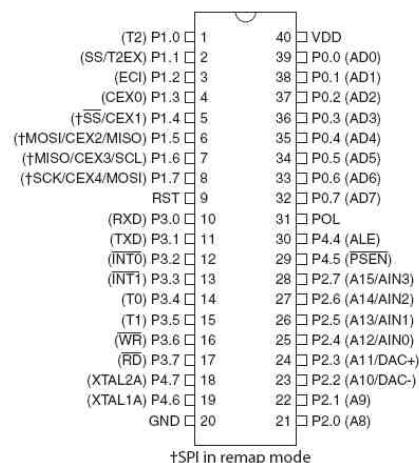 (T2) P1.0 1 40 VDD
(SS/T2EX) P1.1 2 39 P0.0 (AD0)
(ECI) P1.2 3 38 P0.1 (AD1)
(CEX0) P1.3 4 37 P0.2 (AD2)
(†S̅S̅/CEX1) P1.4 5 36 P0.3 (AD3)
(†MOSI/CEX2/MISO) P1.5 6 35 P0.4 (AD4)
(†MISO/CEX3/SCL) P1.6 7 34 P0.5 (AD5)
(†SCK/CEX4/MOSI) P1.7 8 33 P0.6 (AD6)
RST 9 32 P0.7 (AD7)
(RXD) P3.0 10 31 POL
(TXD) P3.1 11 30 P4.4 (ALE)
(I̅N̅T̅0̅) P3.2 12 29 P4.5 (P̅S̅E̅N̅)
(I̅N̅T̅1̅) P3.3 13 28 P2.7 (A15/AIN3)
(T0) P3.4 14 27 P2.6 (A14/AIN2)
(T1) P3.5 15 26 P2.5 (A13/AIN1)
(W̅R̅) P3.6 16 25 P2.4 (A12/AIN0)
(R̅D̅) P3.7 17 24 P2.3 (A11/DAC+)
(XTAL2A) P4.7 18 23 P2.2 (A10/DAC-)
(XTAL1A) P4.6 19 22 P2.1 (A9)
GND 20 21 P2.0 (A8)
†SPI in remap mode